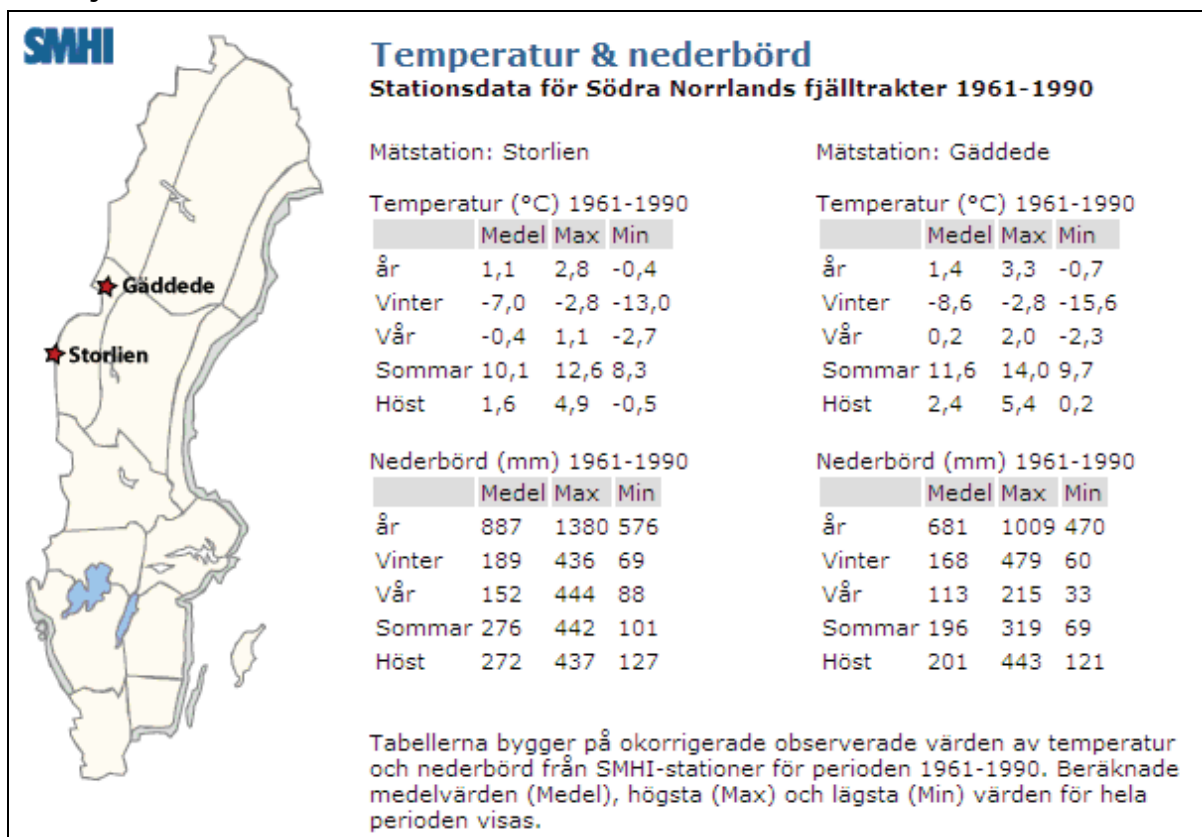 SMHI
Temperatur & nederbörd
Stationsdata för Södra Norrlands fjälltrakter 1961-1990
Gäddede
Storlien
Mätstation: Storlien
Temperatur (°C) 1961-1990
Medel Max Min
år 1,1 2,8 -0,4
Vinter -7,0 -2,8 -13,0
Vår -0,4 1,1 -2,7
Sommar 10,1 12,6 8,3
Höst 1,6 4,9 -0,5
Nederbörd (mm) 1961-1990
Medel Max Min
år 887 1380 576
Vinter 189 436 69
Vår 152 444 88
Sommar 276 442 101
Höst 272 437 127
Mätstation: Gäddede
Temperatur (°C) 1961-1990
Medel Max Min
år 1,4 3,3 -0,7
Vinter -8,6 -2,8 -15,6
Vår 0,2 2,0 -2,3
Sommar 11,6 14,0 9,7
Höst 2,4 5,4 0,2
Nederbörd (mm) 1961-1990
Medel Max Min
år 681 1009 470
Vinter 168 479 60
Vår 113 215 33
Sommar 196 319 69
Höst 201 443 121
Tabellerna bygger på okorrigerade observerade värden av temperatur
och nederbörd från SMHI-stationer för perioden 1961-1990. Beräknade
medelvärden (Medel), högsta (Max) och lägsta (Min) värden för hela
perioden visas.